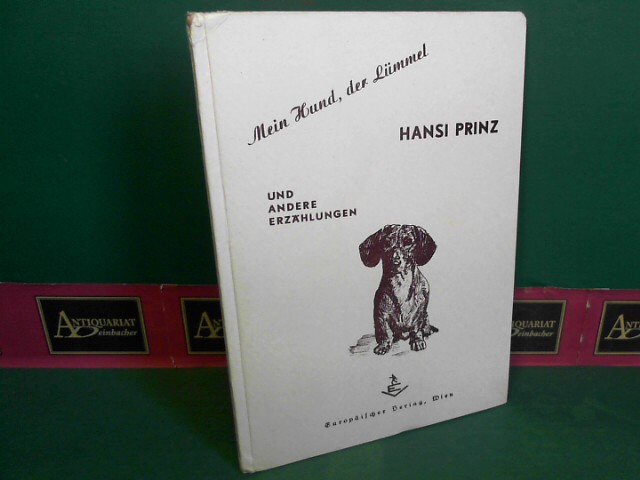 Mein Hund, der Lümmel
HANSI PRINZ
UND
ANDERE
ERZÄHLUNGEN
Europäischer Verlag, Wien
ANTIQUARIAT
Deinbacher
ANTIQUARIAT
Deinbacher